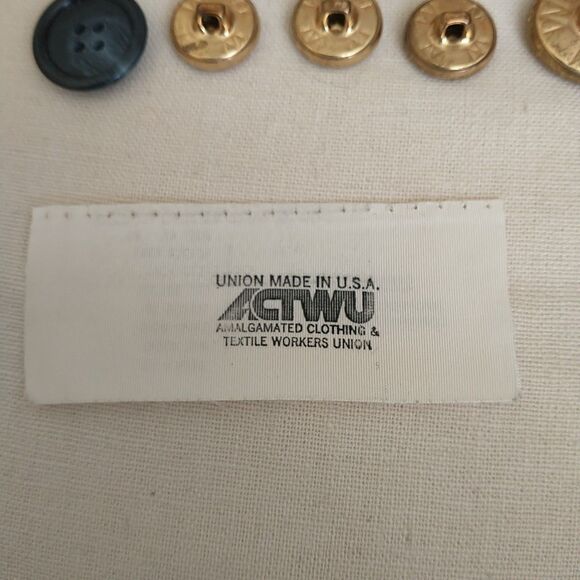 UNION MADE IN U.S.A.
ACTWU
AMALGAMATED CLOTHING &
TEXTILE WORKERS UNION